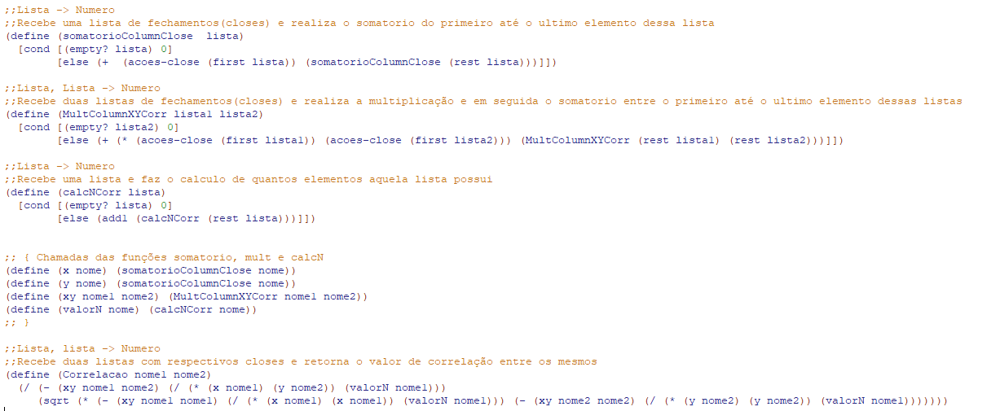 ;;Lista -> Numero
;;Recebe uma lista de fechamentos(closes) e realiza o somatorio do primeiro até o ultimo elemento dessa lista
(define (somatorioColumnClose  lista)
  [cond [(empty? lista) 0]
        [else (+  (acoes-close (first lista)) (somatorioColumnClose (rest lista)))]])
;;Lista, Lista -> Numero
;;Recebe duas listas de fechamentos(closes) e realiza a multiplicação e em seguida o somatorio entre o primeiro até o ultimo elemento dessas listas
(define (MultColumnXYCorr lista1 lista2)
  [cond [(empty? lista2) 0]
        [else (+ (* (acoes-close (first lista1)) (acoes-close (first lista2))) (MultColumnXYCorr (rest lista1) (rest lista2)))]])
;;Lista -> Numero
;;Recebe uma lista e faz o calculo de quantos elementos aquela lista possui
(define (calcNCorr lista)
  [cond [(empty? lista) 0]
        [else (add1 (calcNCorr (rest lista)))]])
;; { Chamadas das funções somatorio, mult e calcN
(define (x nome) (somatorioColumnClose nome))
(define (y nome) (somatorioColumnClose nome))
(define (xy nome1 nome2) (MultColumnXYCorr nome1 nome2))
(define (valorN nome) (calcNCorr nome))
;; }
;;Lista, lista -> Numero
;;Recebe duas listas com respectivos closes e retorna o valor de correlação entre os mesmos
(define (Correlacao nome1 nome2)
  (/ (- (xy nome1 nome2) (/ (* (x nome1) (y nome2)) (valorN nome1)))
     (sqrt (* (- (xy nome1 nome1) (/ (* (x nome1) (x nome1)) (valorN nome1))) (- (xy nome2 nome2) (/ (* (y nome2) (y nome2)) (valorN nome1)))))))